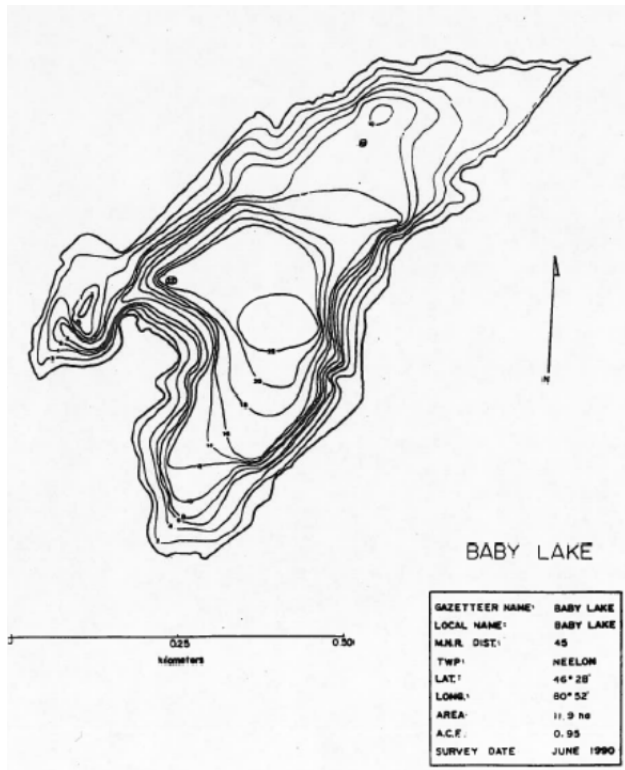 BABY LAKE
0.25
0.50
kilometers
GAZETTEER NAME: BABY LAKE
LOCAL NAME: BABY LAKE
M.N.R. DIST.: 45
TWP: NEELON
LAT.: 46° 28'
LONG.: 80° 52'
AREA: 11.9 ha
A.C.F.: 0.95
SURVEY DATE JUNE 1990